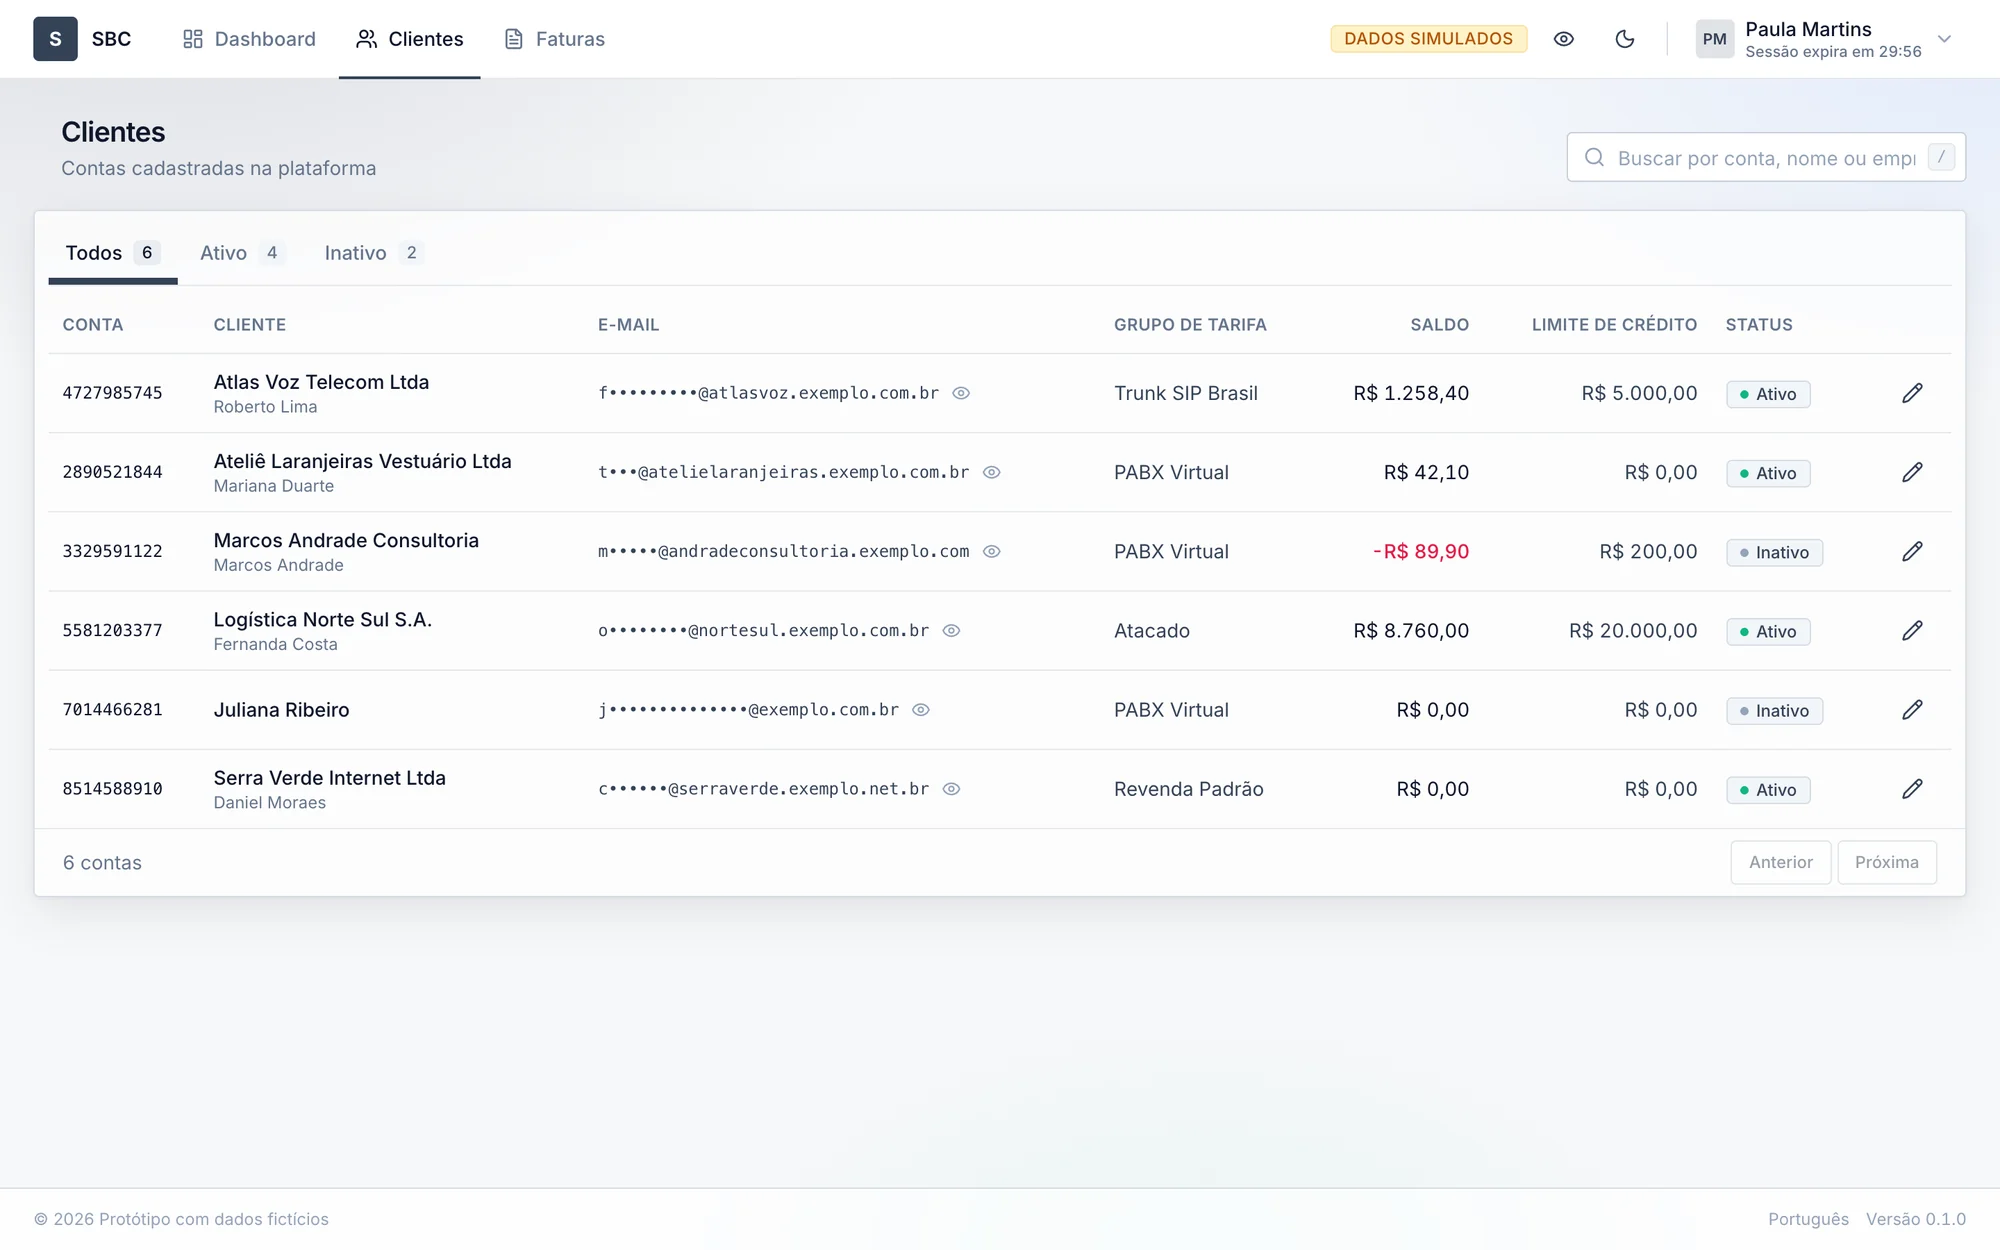 S SBC Dashboard Clientes Faturas DADOS SIMULADOS PM Paula Martins
Sessão expira em 29:56
Clientes
Contas cadastradas na plataforma
Buscar por conta, nome ou empr /
Todos 6 Ativo 4 Inativo 2
CONTA CLIENTE E-MAIL GRUPO DE TARIFA SALDO LIMITE DE CRÉDITO STATUS
4727985745 Atlas Voz Telecom Ltda f•••••••••@atlasvoz.exemplo.com.br Trunk SIP Brasil R$ 1.258,40 R$ 5.000,00 Ativo
Roberto Lima
2890521844 Ateliê Laranjeiras Vestuário Ltda t•••@atelielaranjeiras.exemplo.com.br PABX Virtual R$ 42,10 R$ 0,00 Ativo
Mariana Duarte
3329591122 Marcos Andrade Consultoria m•••••@andradeconsultoria.exemplo.com PABX Virtual -R$ 89,90 R$ 200,00 Inativo
Marcos Andrade
5581203377 Logística Norte Sul S.A. o••••••••@nortesul.exemplo.com.br Atacado R$ 8.760,00 R$ 20.000,00 Ativo
Fernanda Costa
7014466281 Juliana Ribeiro j••••••••••••••@exemplo.com.br PABX Virtual R$ 0,00 R$ 0,00 Inativo
8514588910 Serra Verde Internet Ltda c••••••@serraverde.exemplo.net.br Revenda Padrão R$ 0,00 R$ 0,00 Ativo
Daniel Moraes
6 contas Anterior Próxima
© 2026 Protótipo com dados fictícios Português Versão 0.1.0